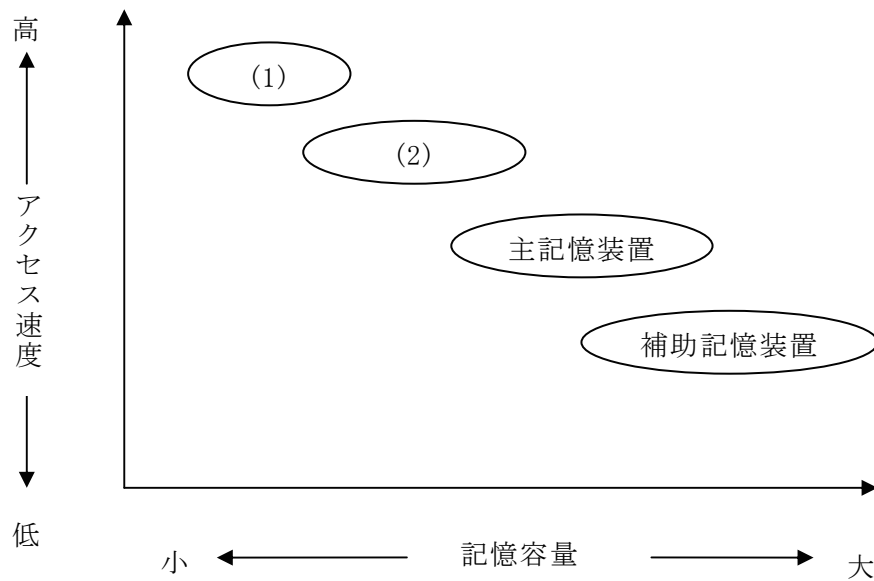 高
(1)
(2)
アクセス速度
主記憶装置
補助記憶装置
低
小
記憶容量
大